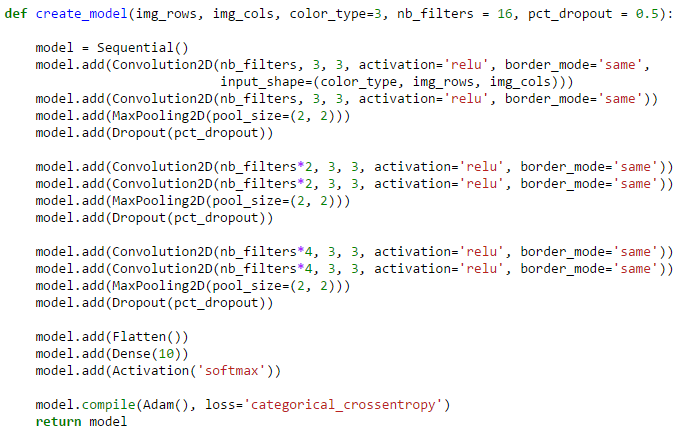 def create_model(img_rows, img_cols, color_type=3, nb_filters = 16, pct_dropout = 0.5):
    model = Sequential()
    model.add(Convolution2D(nb_filters, 3, 3, activation='relu', border_mode='same',
                            input_shape=(color_type, img_rows, img_cols)))
    model.add(Convolution2D(nb_filters, 3, 3, activation='relu', border_mode='same'))
    model.add(MaxPooling2D(pool_size=(2, 2)))
    model.add(Dropout(pct_dropout))
    model.add(Convolution2D(nb_filters*2, 3, 3, activation='relu', border_mode='same'))
    model.add(Convolution2D(nb_filters*2, 3, 3, activation='relu', border_mode='same'))
    model.add(MaxPooling2D(pool_size=(2, 2)))
    model.add(Dropout(pct_dropout))
    model.add(Convolution2D(nb_filters*4, 3, 3, activation='relu', border_mode='same'))
    model.add(Convolution2D(nb_filters*4, 3, 3, activation='relu', border_mode='same'))
    model.add(MaxPooling2D(pool_size=(2, 2)))
    model.add(Dropout(pct_dropout))
    model.add(Flatten())
    model.add(Dense(10))
    model.add(Activation('softmax'))
    model.compile(Adam(), loss='categorical_crossentropy')
    return model